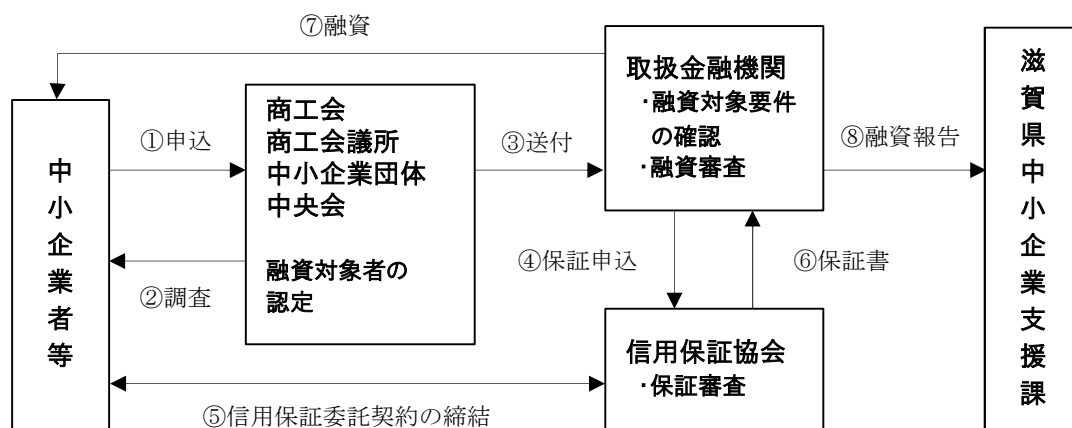 ⑦融資
中小企業者等
①申込
②調査
商工会
商工会議所
中小企業団体
中央会
融資対象者の
認定
③送付
取扱金融機関
・融資対象要件
の確認
・融資審査
④保証申込
⑥保証書
信用保証協会
・保証審査
⑤信用保証委託契約の締結
⑧融資報告
滋賀県中小企業支援課